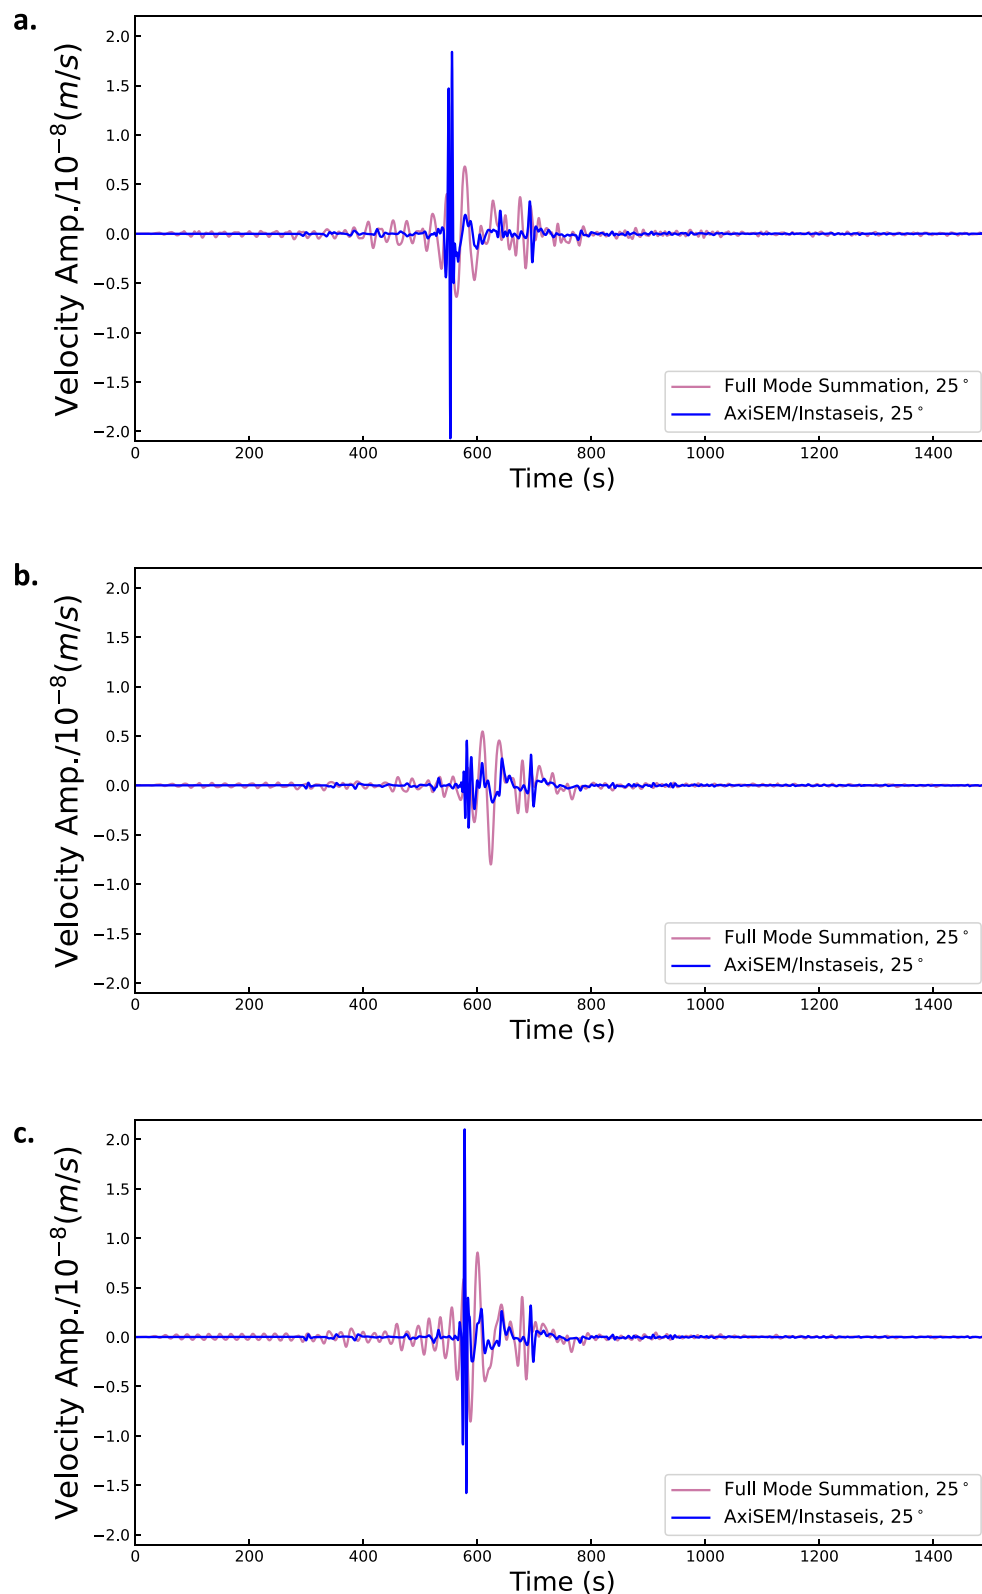 a.
Velocity Amp./10⁻⁸(m/s)
2.0
1.5
1.0
0.5
0.0
−0.5
−1.0
−1.5
−2.0
Full Mode Summation, 25°
AxiSEM/Instaseis, 25°
0 200 400 600 800 1000 1200 1400
Time (s)
b.
Velocity Amp./10⁻⁸(m/s)
2.0
1.5
1.0
0.5
0.0
−0.5
−1.0
−1.5
−2.0
Full Mode Summation, 25°
AxiSEM/Instaseis, 25°
0 200 400 600 800 1000 1200 1400
Time (s)
c.
Velocity Amp./10⁻⁸(m/s)
2.0
1.5
1.0
0.5
0.0
−0.5
−1.0
−1.5
−2.0
Full Mode Summation, 25°
AxiSEM/Instaseis, 25°
0 200 400 600 800 1000 1200 1400
Time (s)